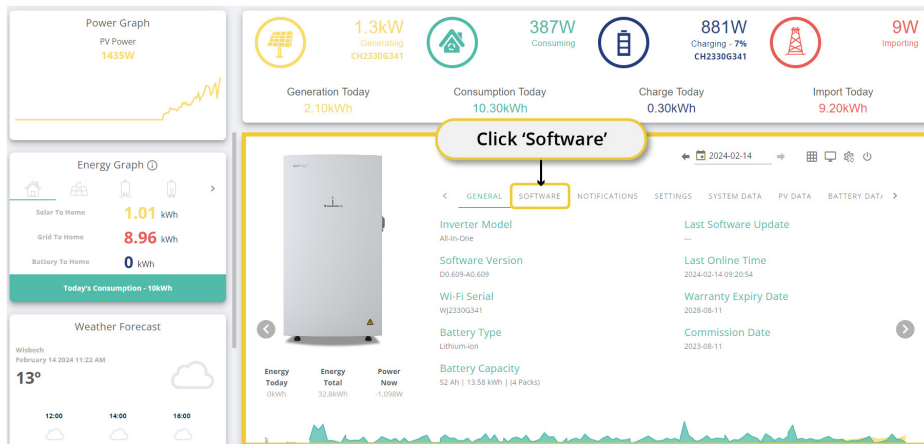 Power Graph
PV Power
1435W
Energy Graph
Solar To Home 1.01 kWh
Grid To Home 8.96 kWh
Battery To Home 0 kWh
Today's Consumption - 10kWh
Weather Forecast
Wisbech
February 14 2024 11:22 AM
13º
12:00 14:00 16:00
1.3kW
Generating
CH2330G341
387W
Consuming
881W
Charging - 7%
CH2330G341
9W
Importing
Generation Today
2.10kWh
Consumption Today
10.30kWh
Charge Today
0.30kWh
Import Today
9.20kWh
Click 'Software'
2024-02-14
GENERAL SOFTWARE NOTIFICATIONS SETTINGS SYSTEM DATA PV DATA BATTERY DATA
Inverter Model
All-In-One
Software Version
D0.609-A0.609
Wi-Fi Serial
WJ2330G341
Battery Type
Lithium-ion
Battery Capacity
52 Ah | 13.58 kWh | (4 Packs)
Last Software Update
---
Last Online Time
2024-02-14 09:20:54
Warranty Expiry Date
2028-08-11
Commission Date
2023-08-11
Energy Today
0kWh
Energy Total
32.8kWh
Power Now
-1,098W